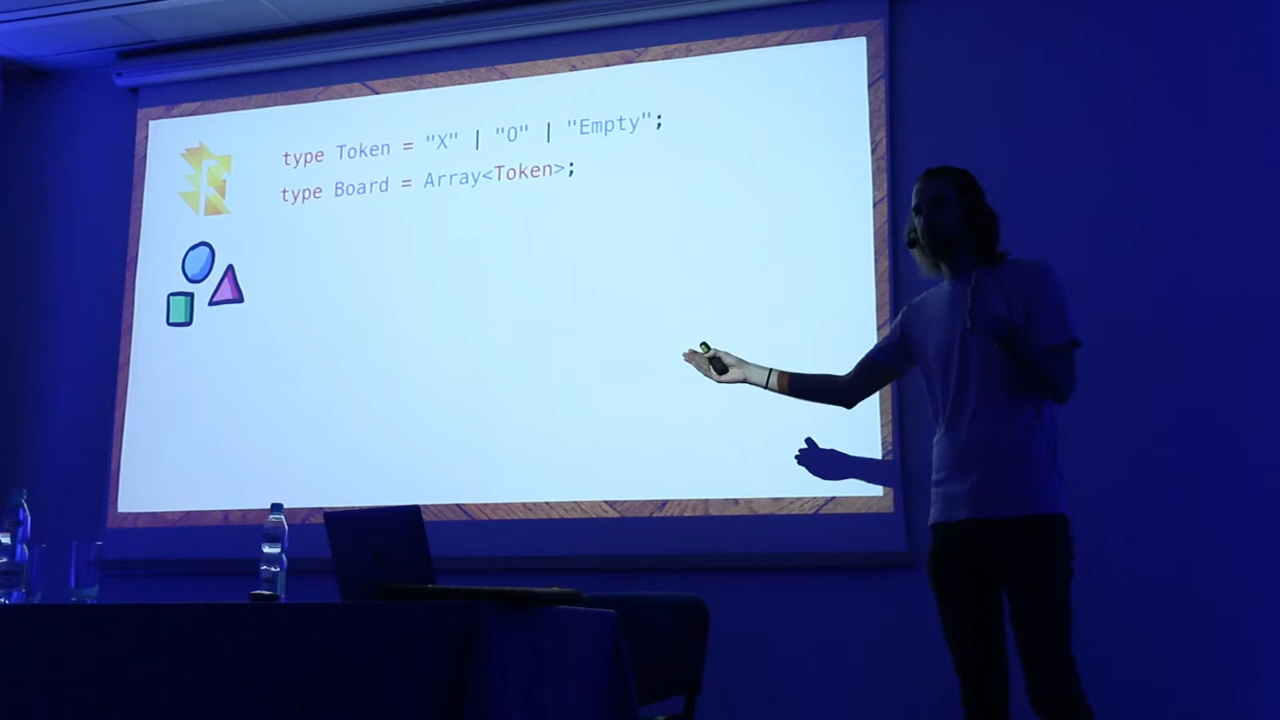 type Token = "X" | "O" | "Empty";
type Board = Array<Token>;